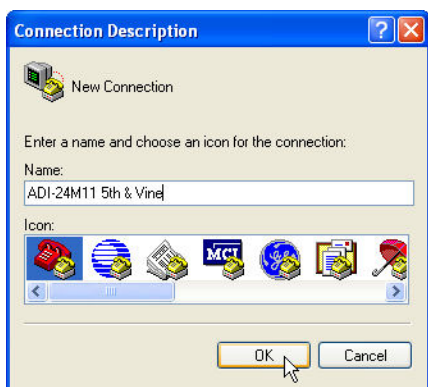 Connection Description
New Connection
Enter a name and choose an icon for the connection:
Name:
ADI-24M11 5th & Vine
Icon:
MCI
OK
Cancel